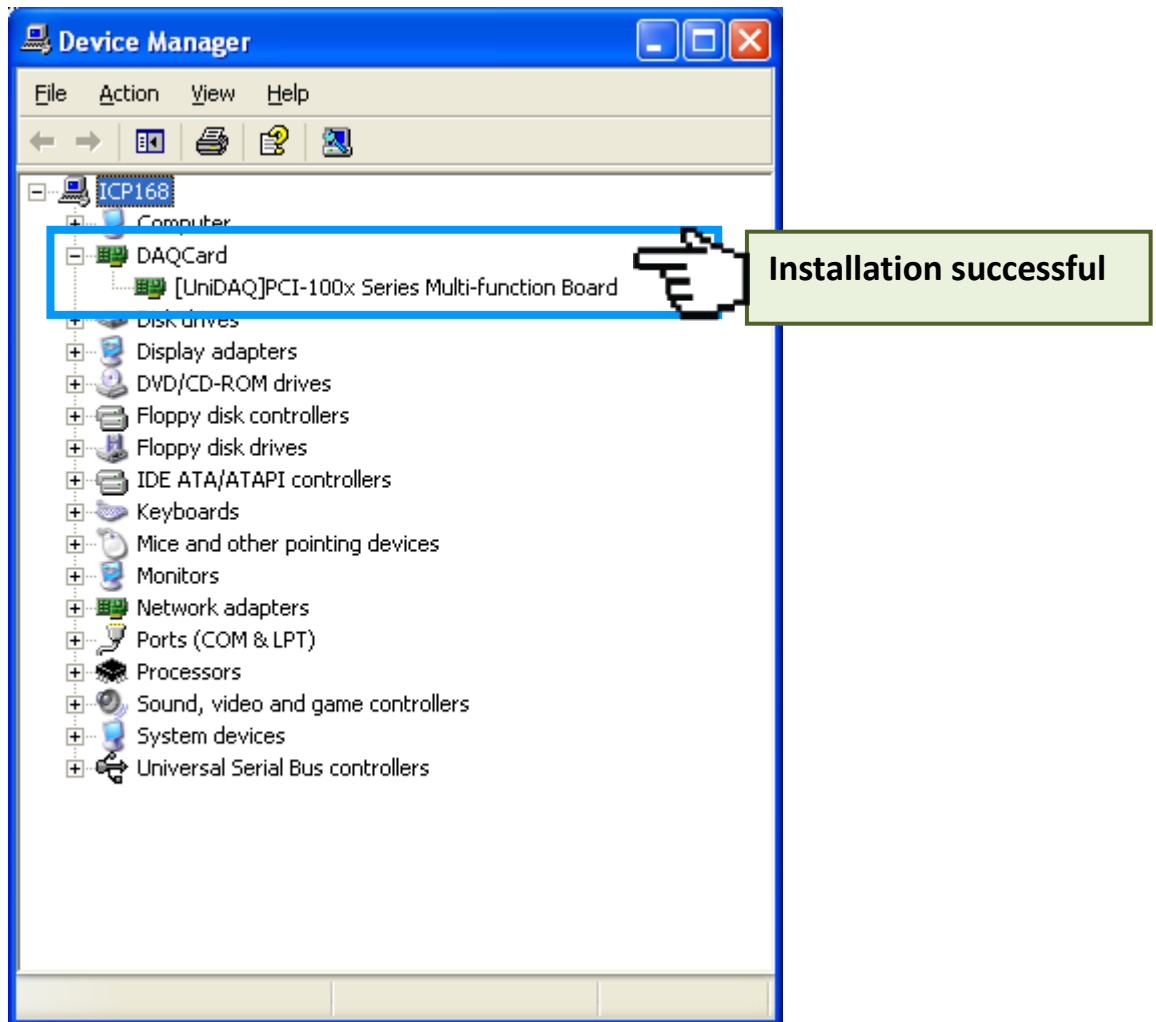 Device Manager
File Action View Help
ICP168
Computer
DAQCard
[UniDAQ]PCI-100x Series Multi-function Board
Installation successful
Disk drives
Display adapters
DVD/CD-ROM drives
Floppy disk controllers
Floppy disk drives
IDE ATA/ATAPI controllers
Keyboards
Mice and other pointing devices
Monitors
Network adapters
Ports (COM & LPT)
Processors
Sound, video and game controllers
System devices
Universal Serial Bus controllers